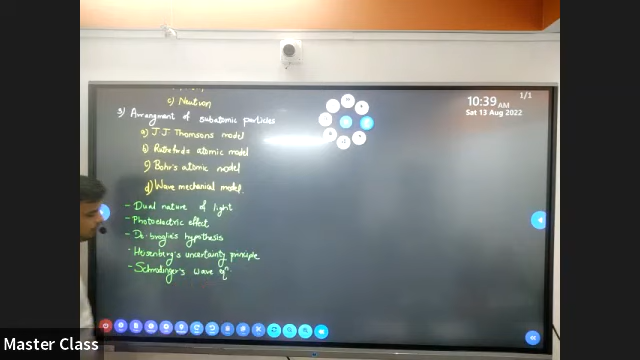 c) Neutron
3) Arrangment of subatomic particles
a) J.J. Thomsons model
b) Rutherfords atomic model
c) Bohr's atomic model
d) Wave mechanical model.
- Dual nature of light
- Photoelectric effect
- De-broglie's hypothesis
- Heisenberg's uncertainty principle
- Schrodinger's wave eqn.
10:39 AM
Sat 13 Aug 2022
1/1
Master Class